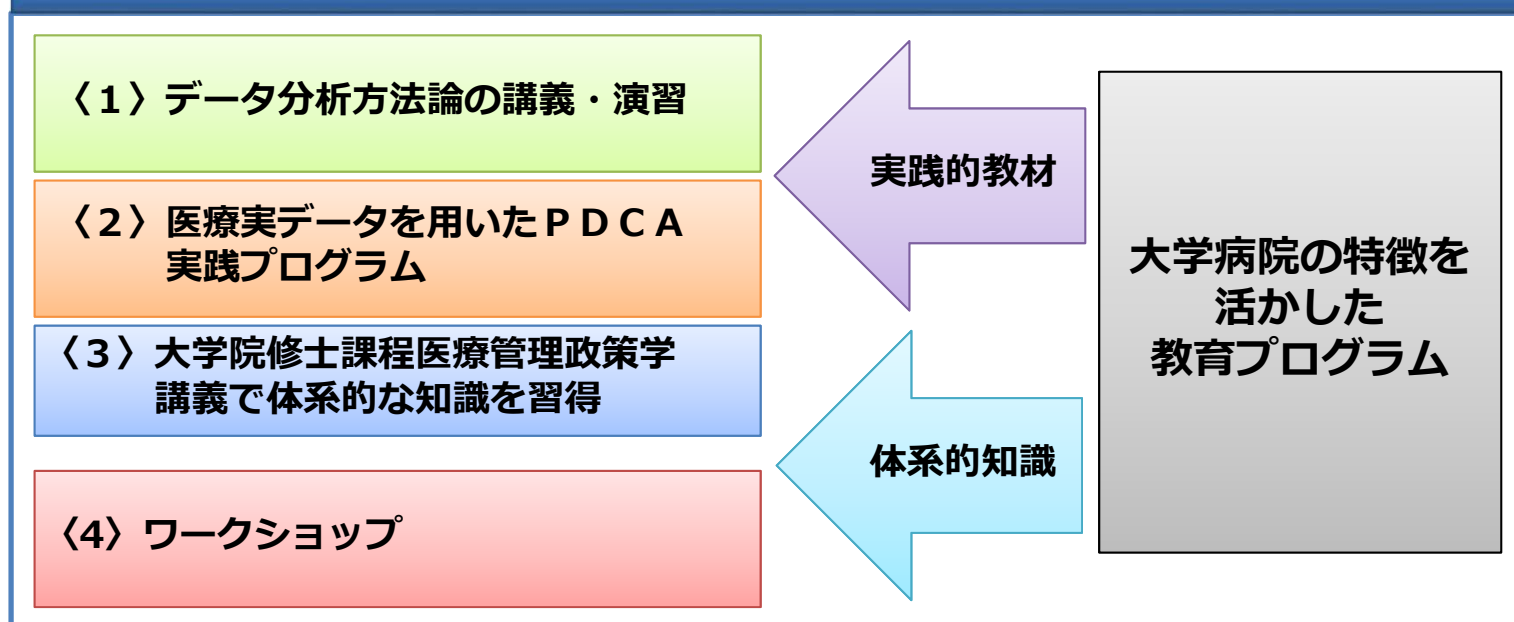 〈１〉データ分析方法論の講義・演習
〈２〉医療実データを用いたＰＤＣＡ
実践プログラム
〈３〉大学院修士課程医療管理政策学
講義で体系的な知識を習得
〈4〉ワークショップ
実践的教材
体系的知識
大学病院の特徴を
活かした
教育プログラム